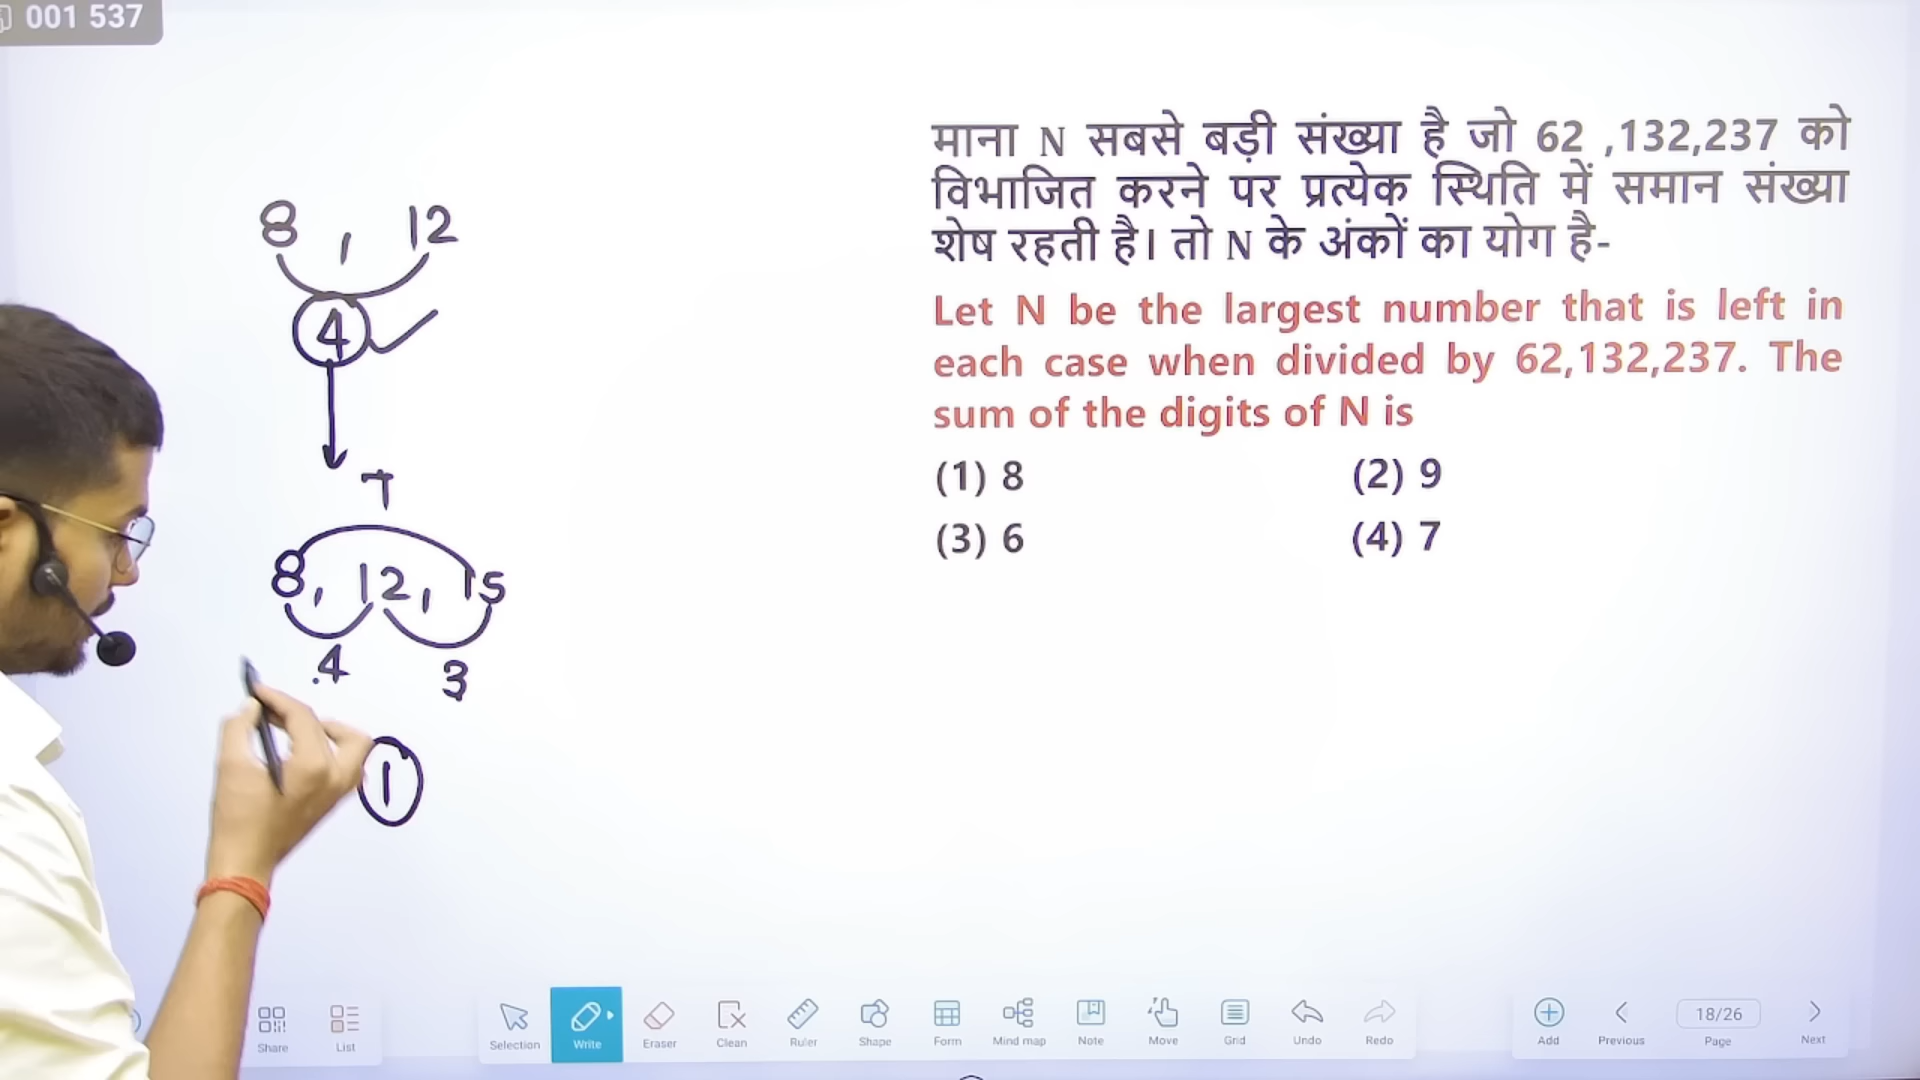 001 537
8 , 12
4
7
8, 12, 15
4 3
1
माना N सबसे बड़ी संख्या है जो 62 ,132,237 को
विभाजित करने पर प्रत्येक स्थिति में समान संख्या
शेष रहती है। तो N के अंकों का योग है-
Let N be the largest number that is left in
each case when divided by 62,132,237. The
sum of the digits of N is
(1) 8 (2) 9
(3) 6 (4) 7
Share List Selection Write Eraser Clean Ruler Shape Form Mind map Note Move Grid Undo Redo Add Previous 18/26 Page Next